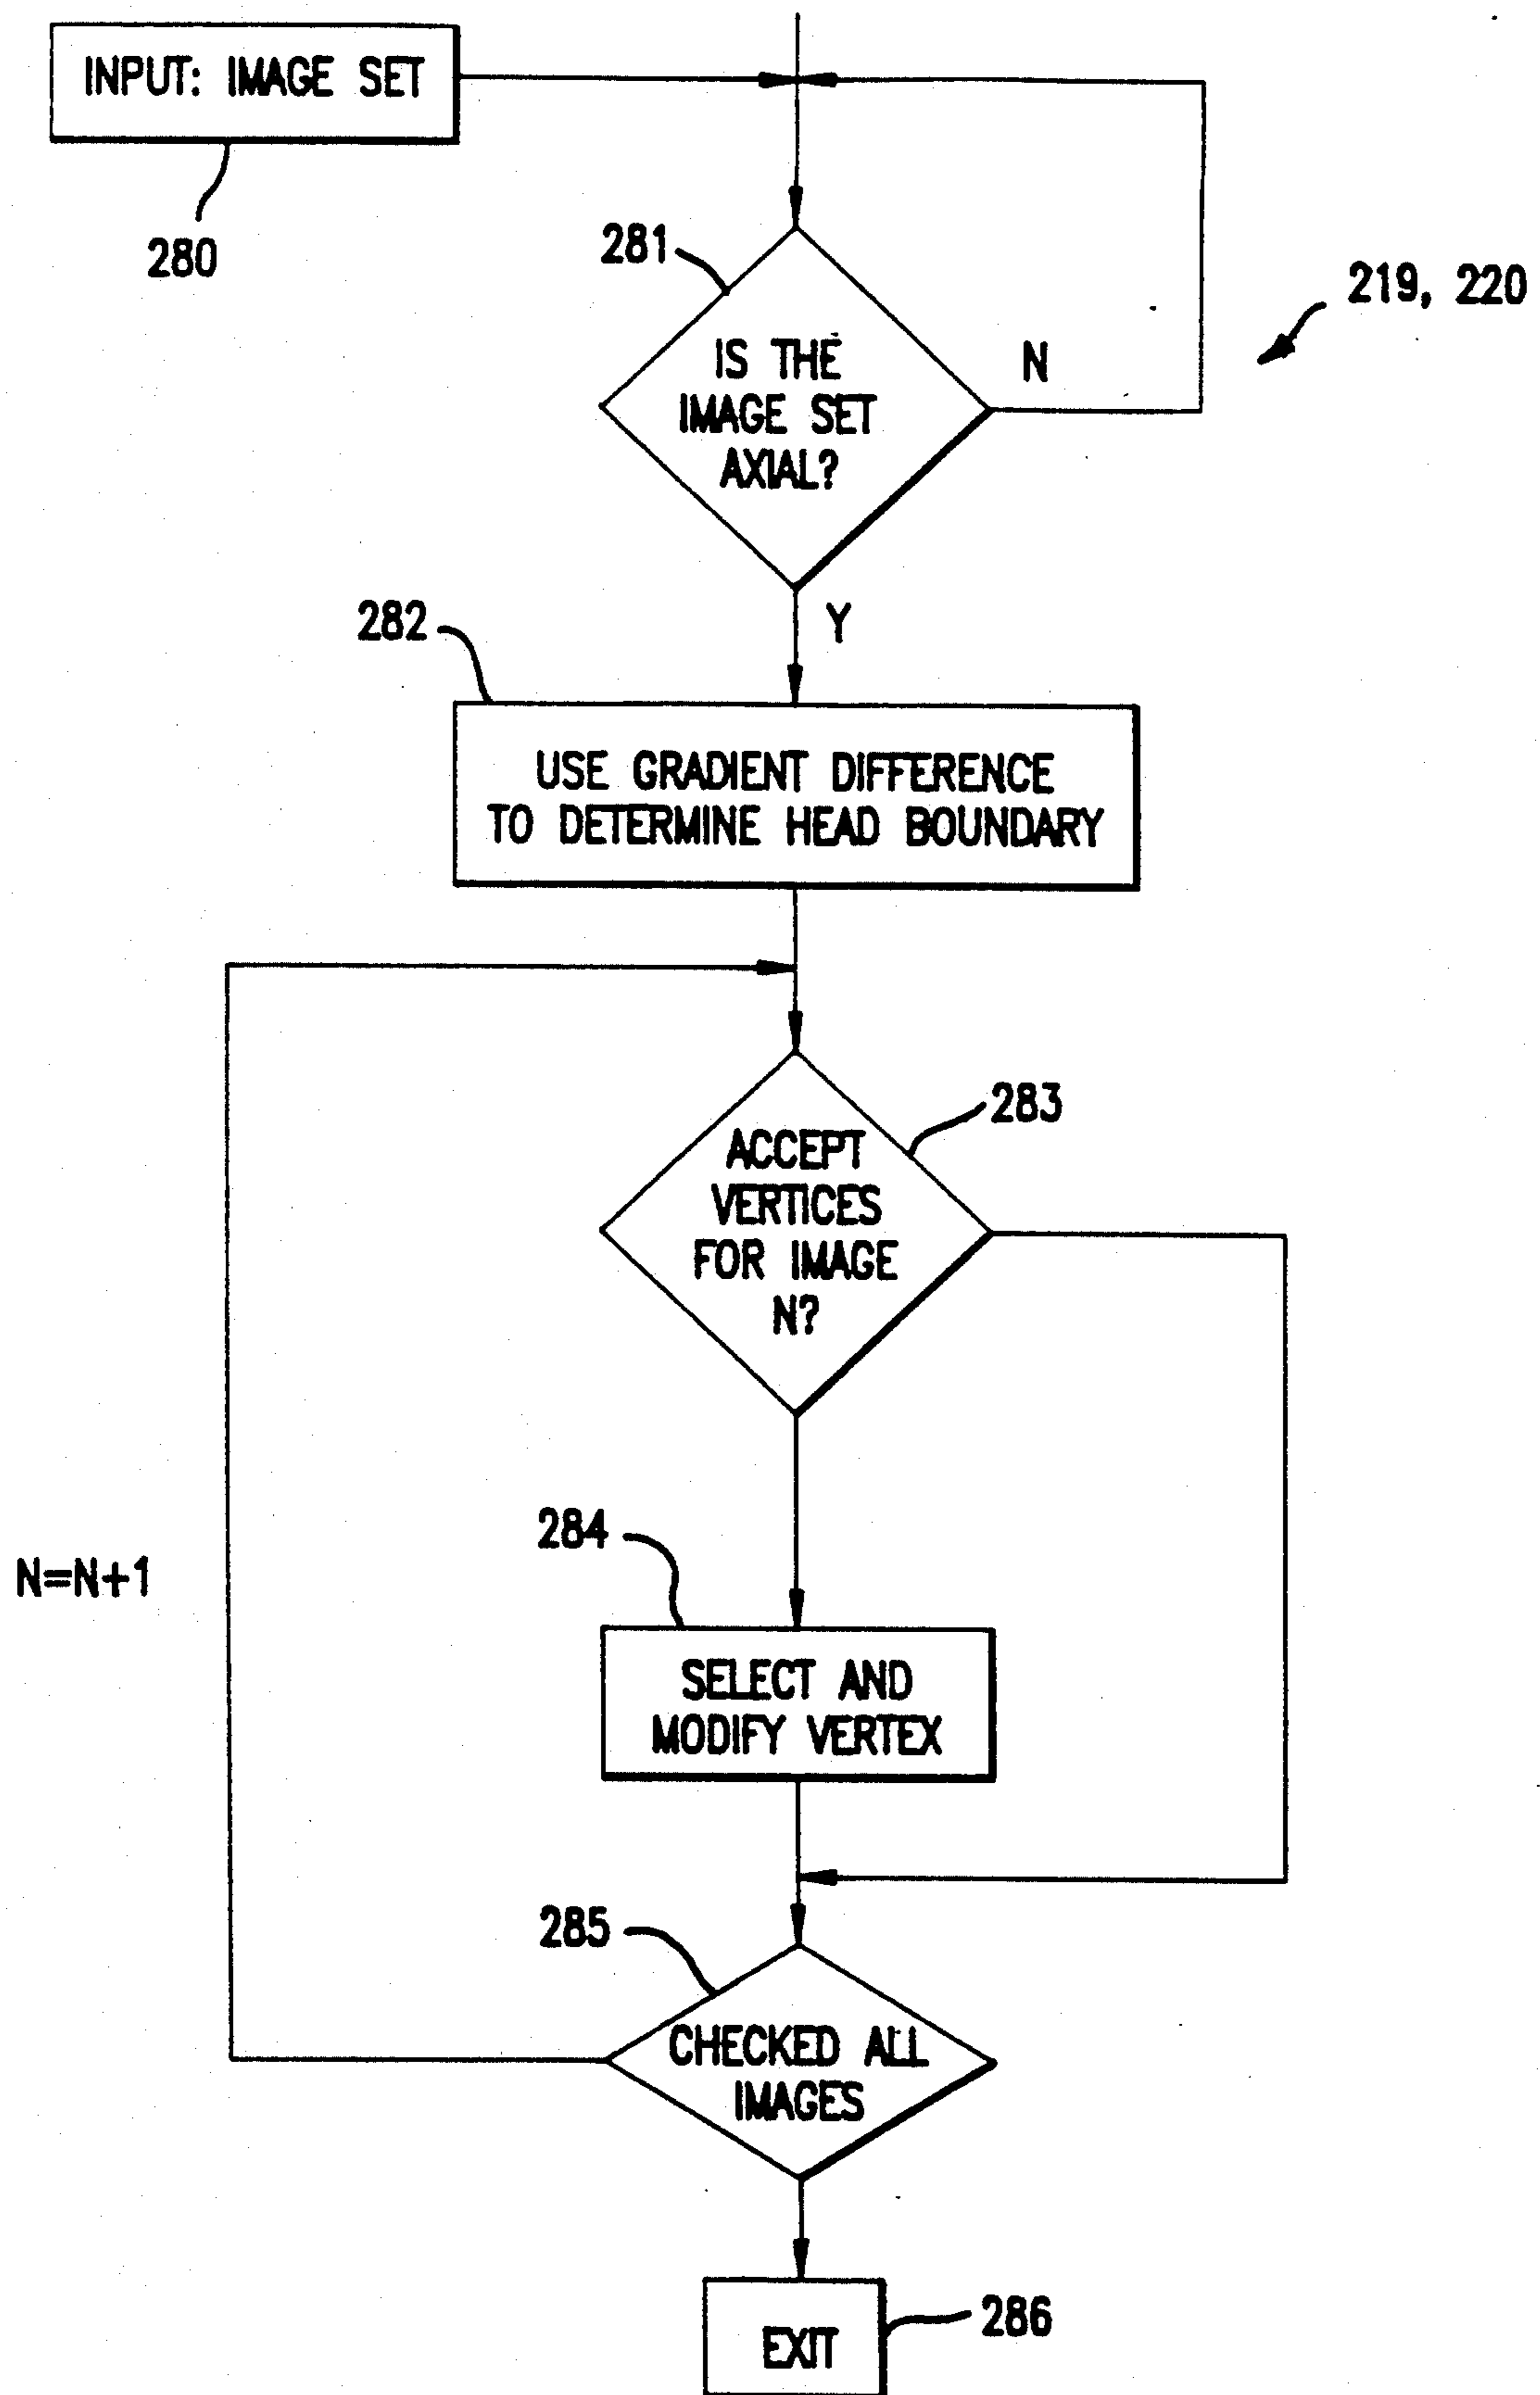 INPUT: IMAGE SET
280
281
219, 220
IS THE
IMAGE SET
AXIAL?
N
Y
282
USE GRADIENT DIFFERENCE
TO DETERMINE HEAD BOUNDARY
283
ACCEPT
VERTICES
FOR IMAGE
N?
284
N=N+1
SELECT AND
MODIFY VERTEX
285
CHECKED ALL
IMAGES
286
EXIT